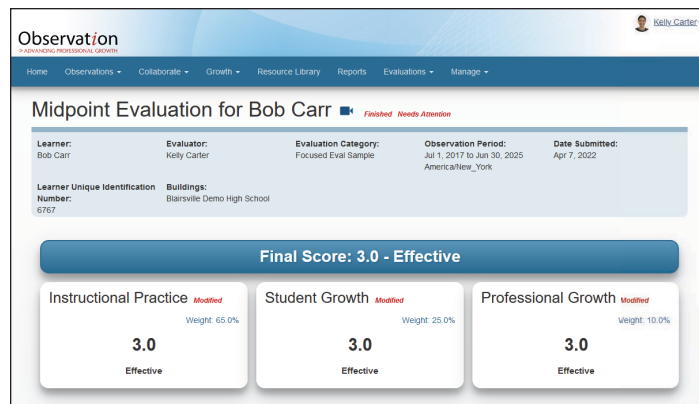 Kelly Carter
Observation
> ADVANCING PROFESSIONAL GROWTH
Home Observations Collaborate Growth Resource Library Reports Evaluations Manage
Midpoint Evaluation for Bob Carr Finished Needs Attention
Learner: Evaluator: Evaluation Category: Observation Period: Date Submitted:
Bob Carr Kelly Carter Focused Eval Sample Jul 1, 2017 to Jun 30, 2025 Apr 7, 2022
America/New_York
Learner Unique Identification Buildings:
Number: Blairsville Demo High School
6767
Final Score: 3.0 - Effective
Instructional Practice Modified Student Growth Modified Professional Growth Modified
Weight: 65.0% Weight: 25.0% Weight: 10.0%
3.0 3.0 3.0
Effective Effective Effective